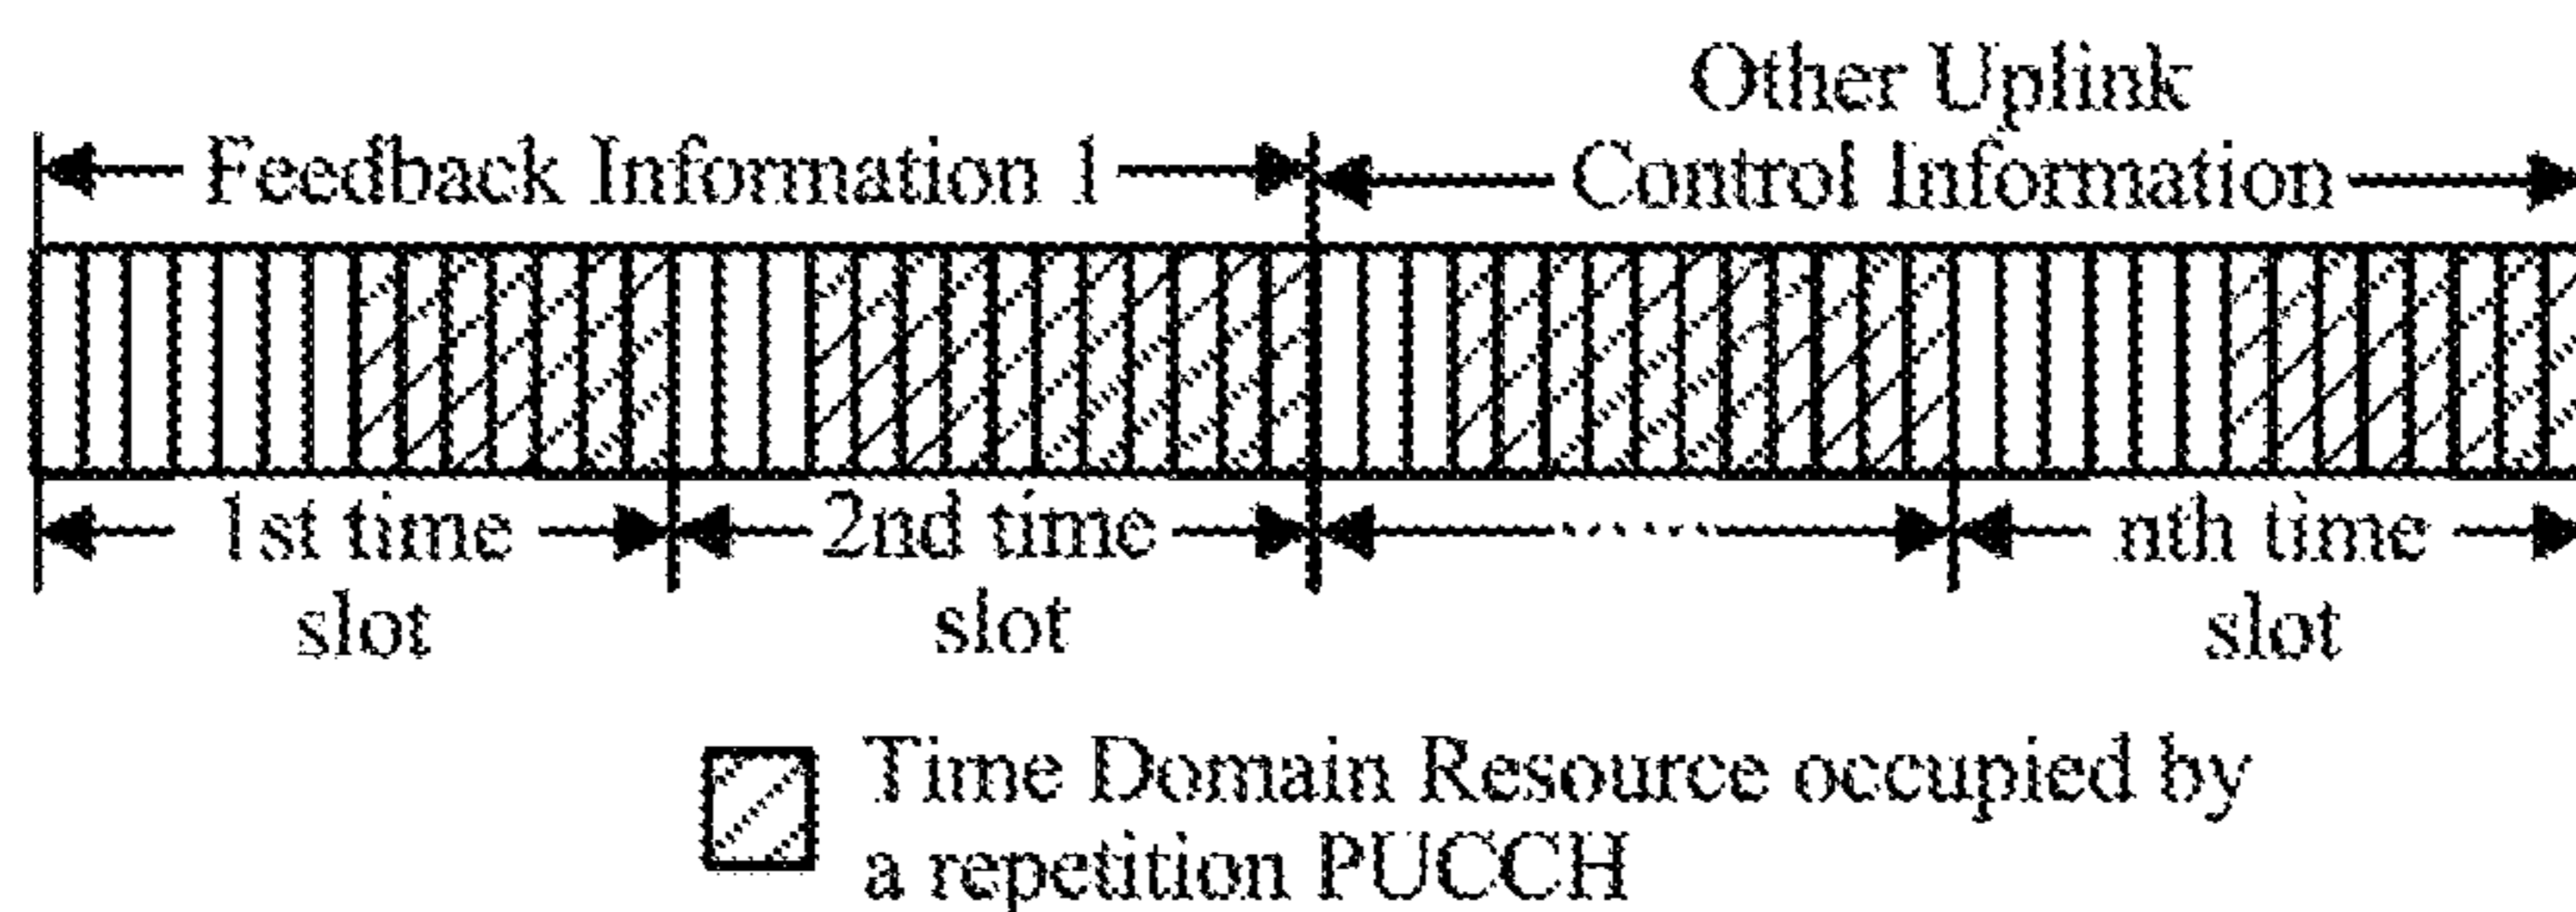 Other Uplink
Feedback Information 1 Control Information
1st time slot
2nd time slot
......
nth time slot
Time Domain Resource occupied by
a repetition PUCCH